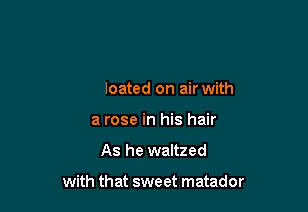 loated on air with
a rose in his hair
As he waltzed
with that sweet matador